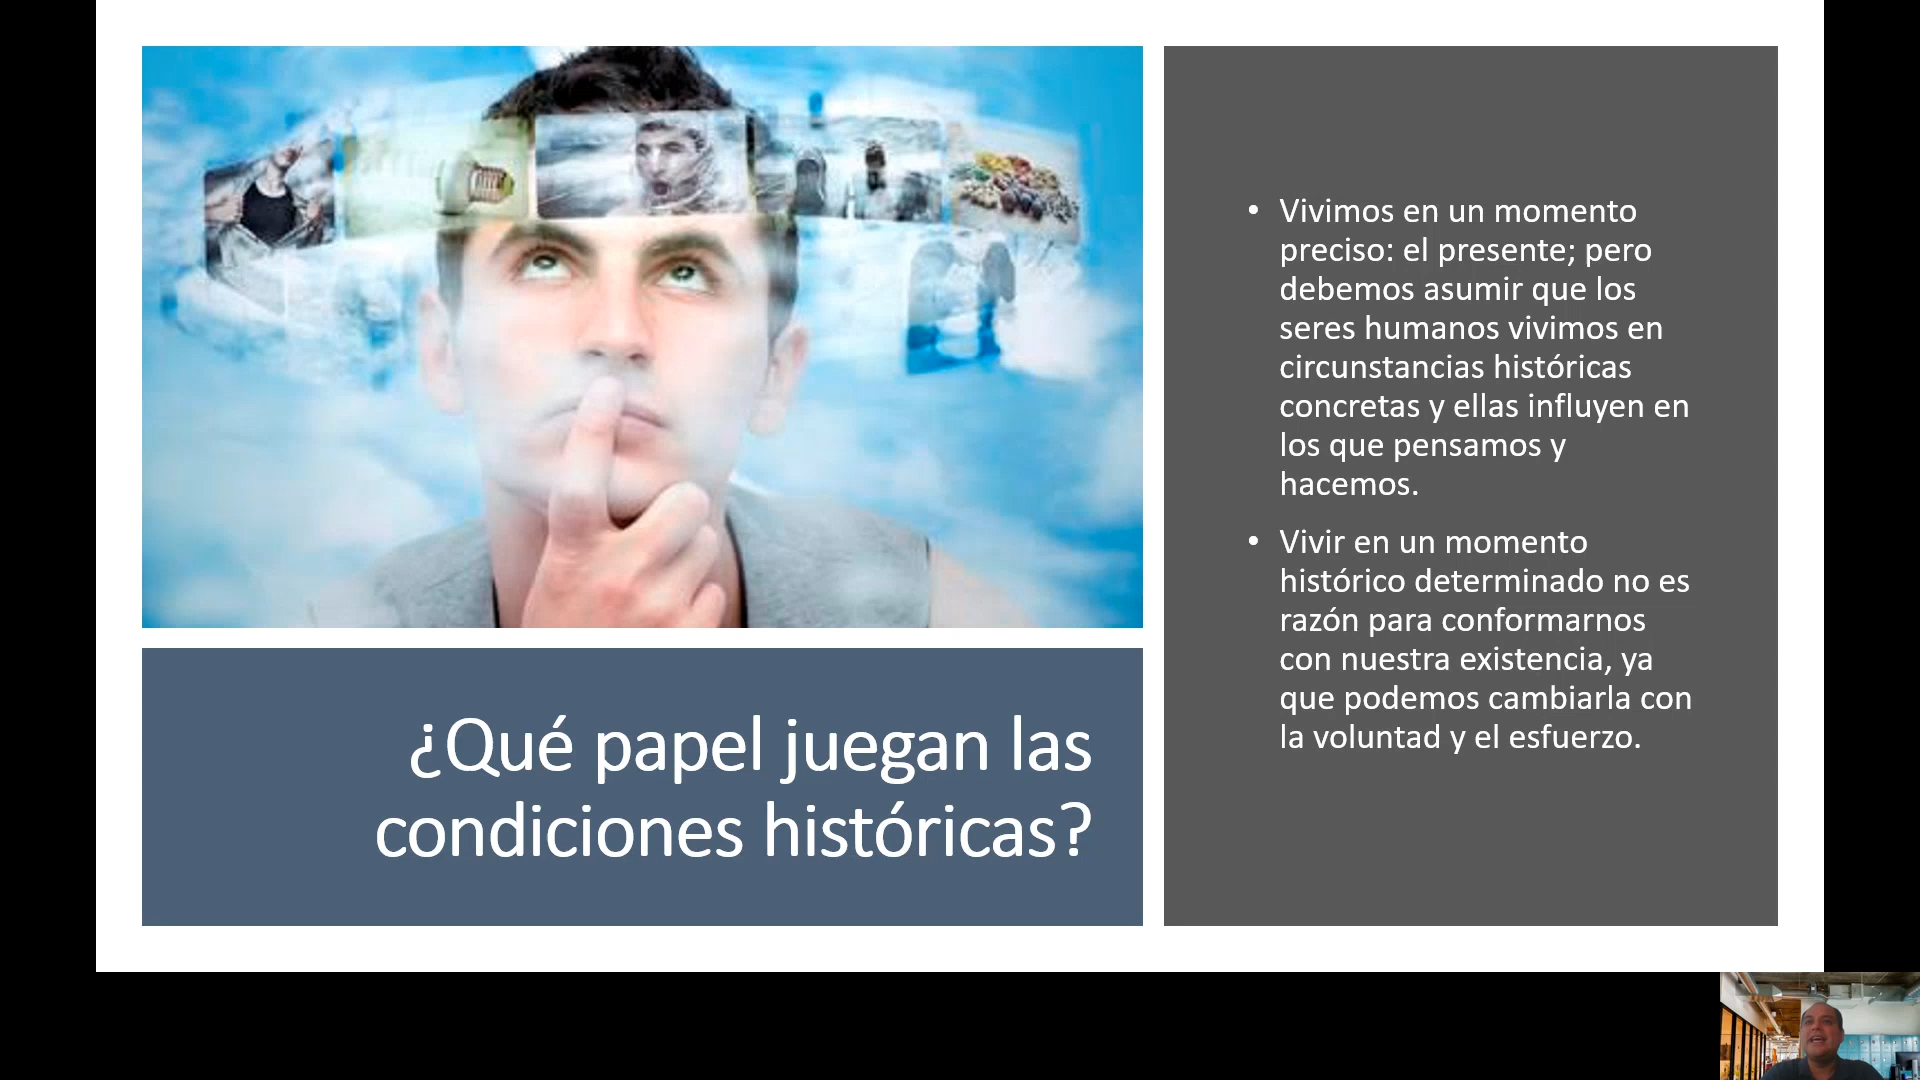 ¿Qué papel juegan las
condiciones históricas?
• Vivimos en un momento
preciso: el presente; pero
debemos asumir que los
seres humanos vivimos en
circunstancias históricas
concretas y ellas influyen en
los que pensamos y
hacemos.
• Vivir en un momento
histórico determinado no es
razón para conformarnos
con nuestra existencia, ya
que podemos cambiarla con
la voluntad y el esfuerzo.